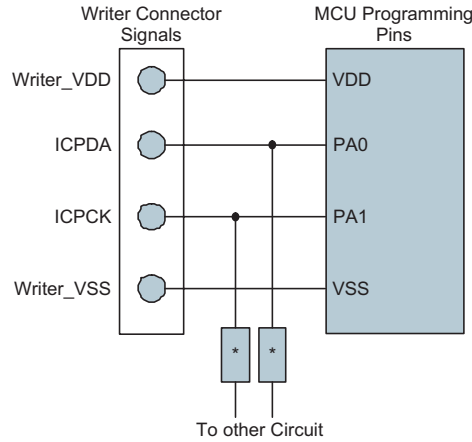 Writer Connector
Signals
MCU Programming
Pins
Writer_VDD
VDD
ICPDA
PA0
ICPCK
PA1
Writer_VSS
VSS
* *
To other Circuit